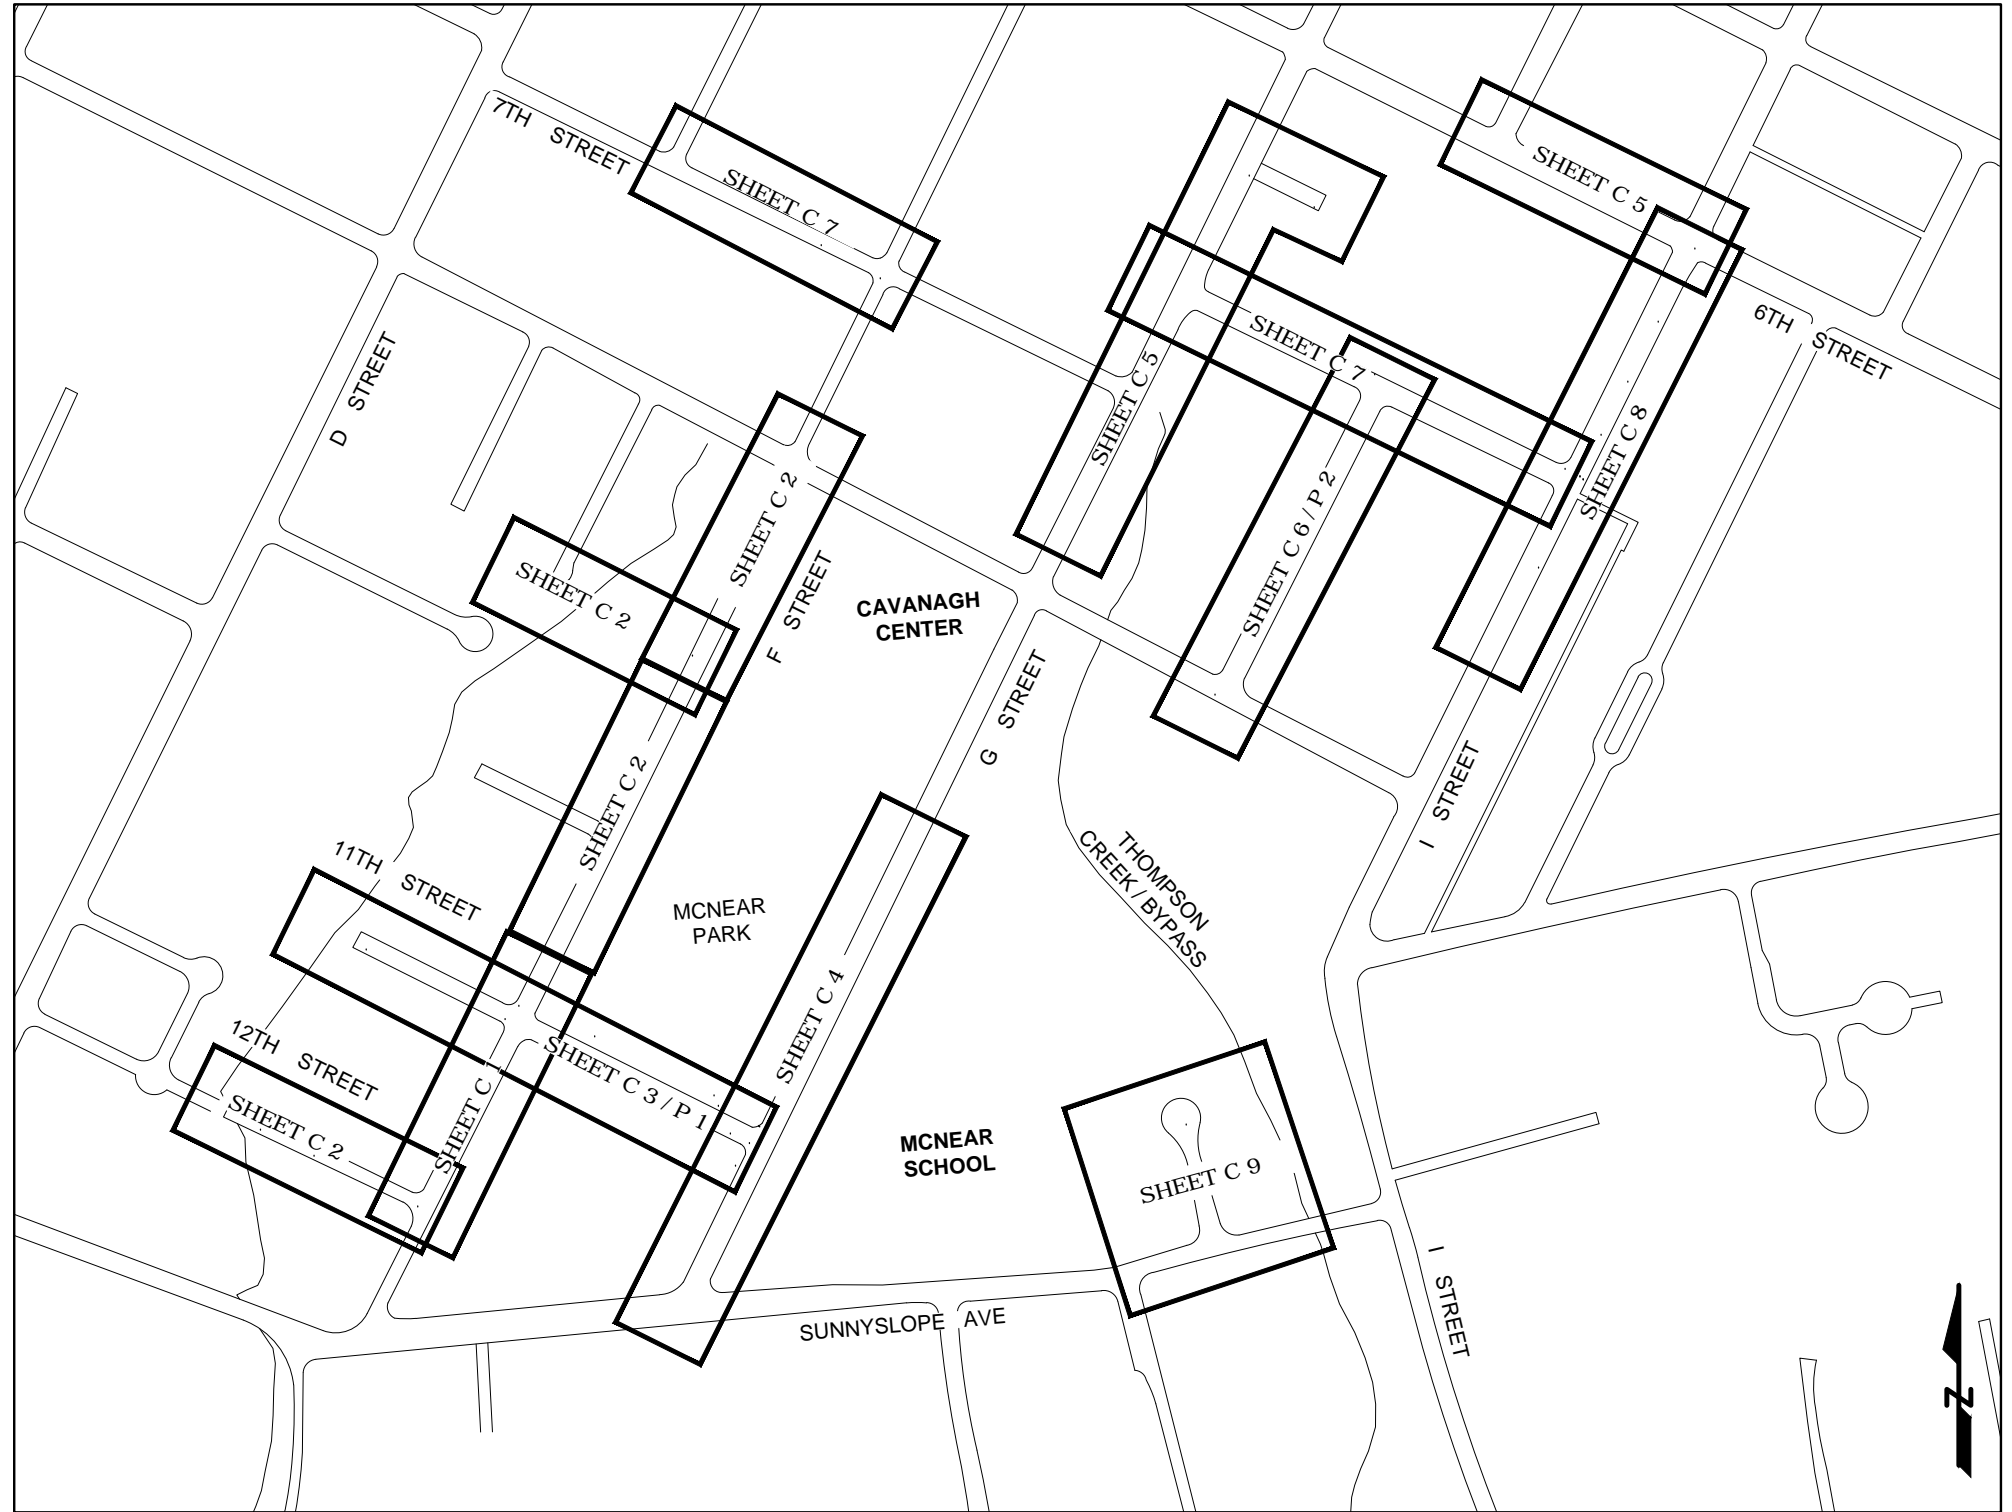 7TH STREET
SHEET C 7
SHEET C 5
6TH STREET
SHEET C 7
SHEET C 5
D STREET
SHEET C 8
SHEET C 2
SHEET C 6 / P 2
SHEET C 2
F STREET
CAVANAGH
CENTER
G STREET
SHEET C 2
I STREET
11TH STREET
MCNEAR
PARK
THOMPSON
CREEK / BYPASS
SHEET C 4
12TH STREET
SHEET C 3 / P 1
SHEET C 1
SHEET C 2
MCNEAR
SCHOOL
SHEET C 9
I STREET
SUNNYSLOPE AVE
N